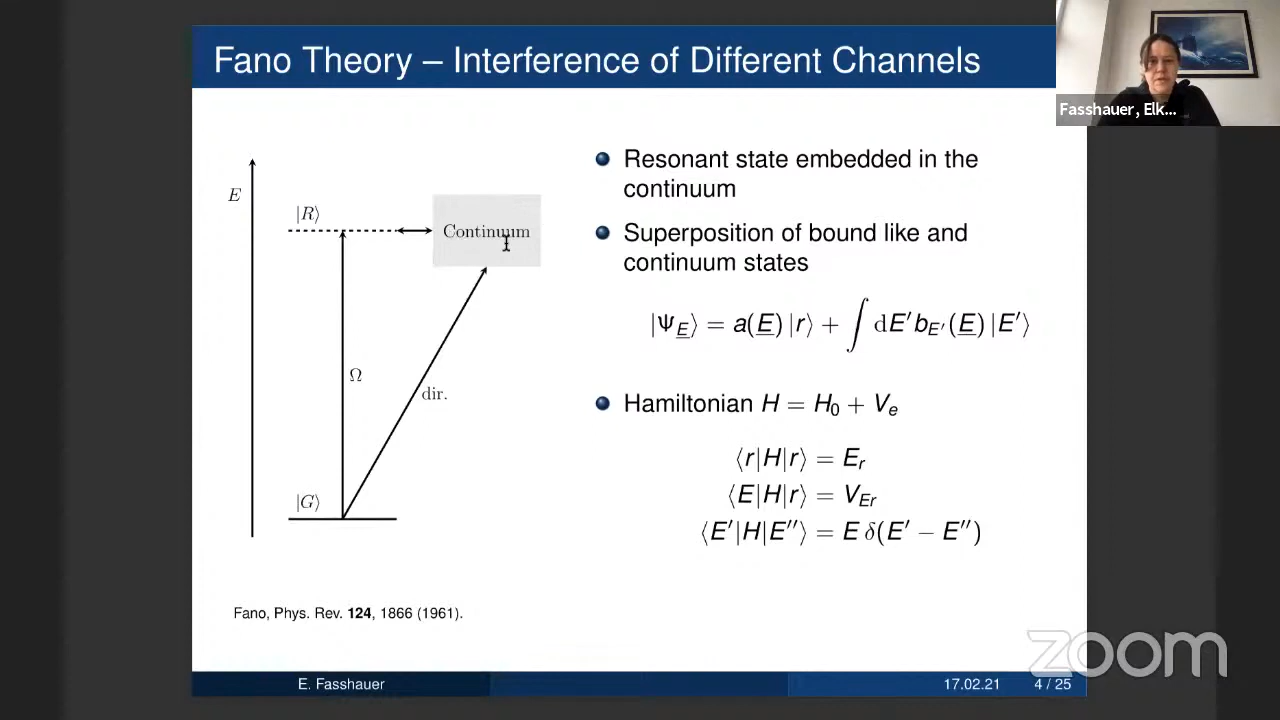 Fano Theory – Interference of Different Channels
Fasshauer, Elk...
E
|R⟩
Continuum
Ω
dir.
|G⟩
Resonant state embedded in the
continuum
Superposition of bound like and
continuum states
|Ψ_E⟩ = a(E) |r⟩ + ∫ dE′ b_E′ (E) |E′⟩
Hamiltonian H = H₀ + Vₑ
⟨r|H|r⟩ = E_r
⟨E|H|r⟩ = V_Er
⟨E′|H|E″⟩ = E δ(E′ − E″)
Fano, Phys. Rev. 124, 1866 (1961).
zoom
E. Fasshauer
17.02.21
4 / 25